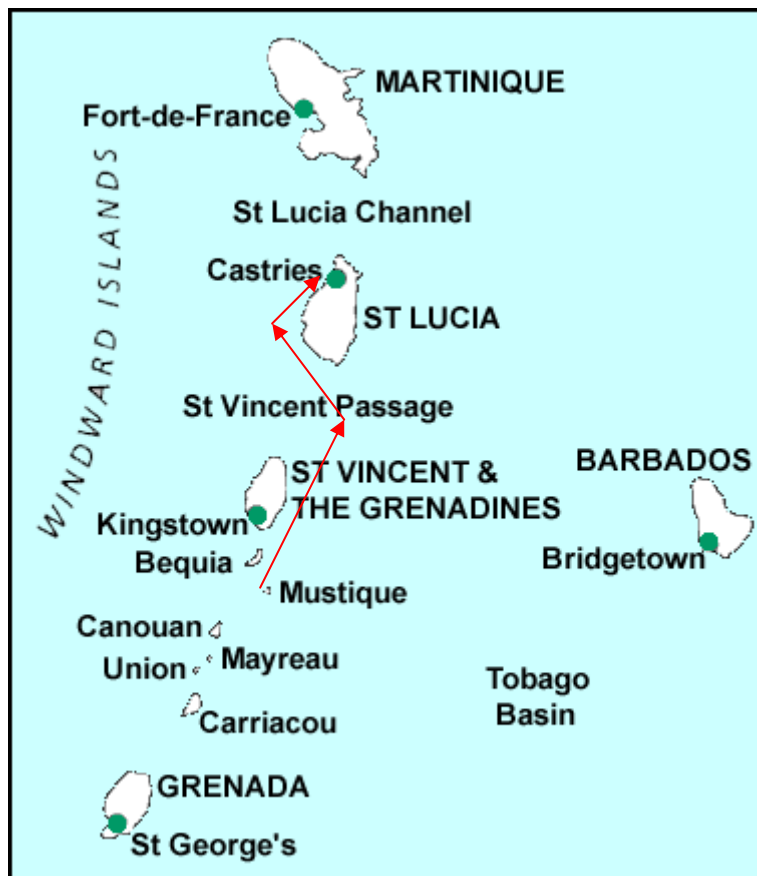 MARTINIQUE
Fort-de-France
WINDWARD ISLANDS
St Lucia Channel
Castries
ST LUCIA
St Vincent Passage
ST VINCENT &
THE GRENADINES
BARBADOS
Kingstown
Bridgetown
Bequia
Mustique
Canouan
Mayreau
Union
Tobago
Basin
Carriacou
GRENADA
St George's